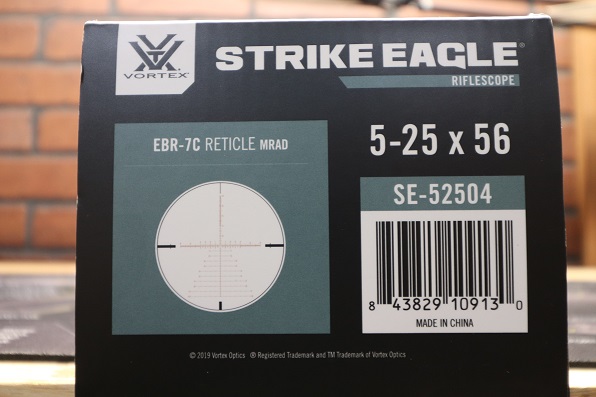 VORTEX®
STRIKE EAGLE®
RIFLESCOPE
EBR-7C RETICLE MRAD
5-25 x 56
SE-52504
8 43829 10913 0
MADE IN CHINA
© 2019 Vortex Optics ® Registered Trademark and TM Trademark of Vortex Optics